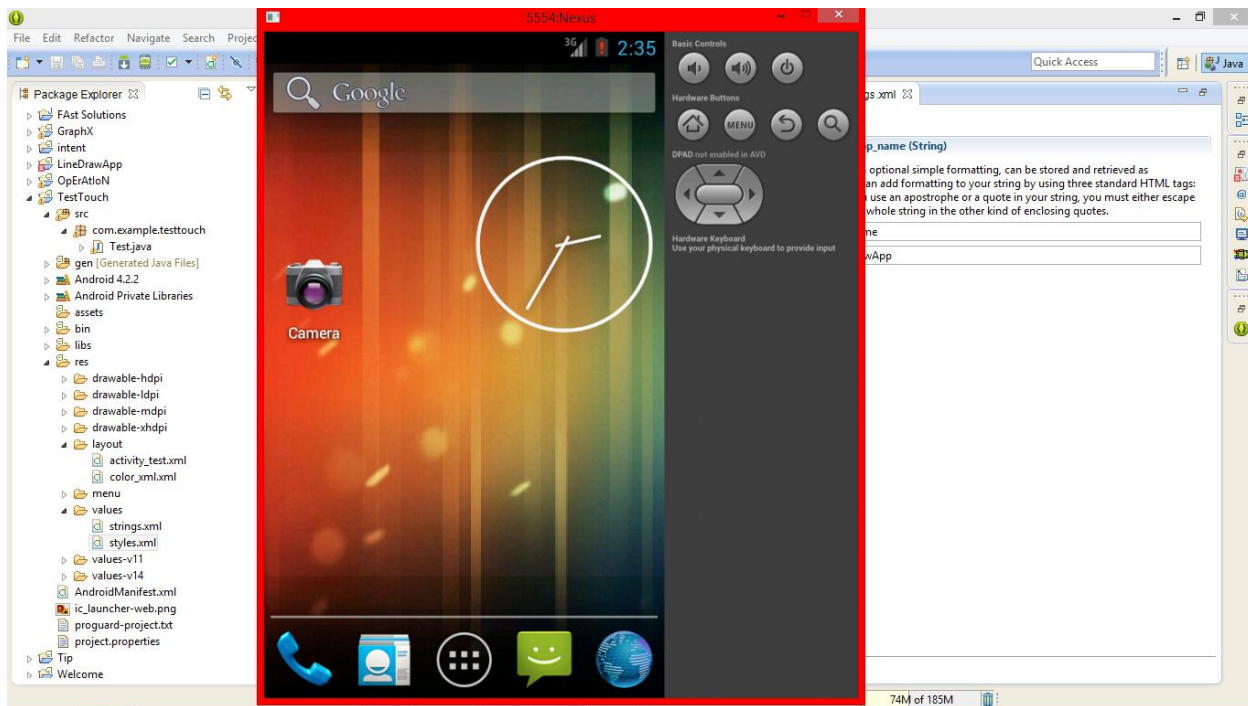 5554:Nexus
File Edit Refactor Navigate Search Projec
Quick Access
Java
Package Explorer
FAst Solutions
GraphX
intent
LineDrawApp
OpErAtIoN
TestTouch
src
com.example.testtouch
Test.java
gen [Generated Java Files]
Android 4.2.2
Android Private Libraries
assets
bin
libs
res
drawable-hdpi
drawable-ldpi
drawable-mdpi
drawable-xhdpi
layout
activity_test.xml
color_xml.xml
menu
values
strings.xml
styles.xml
values-v11
values-v14
AndroidManifest.xml
ic_launcher-web.png
proguard-project.txt
project.properties
Tip
Welcome
3G 2:35
Google
Camera
Basic Controls
Hardware Buttons
MENU
DPAD not enabled in AVD
Hardware Keyboard
Use your physical keyboard to provide input
gs.xml
p_name (String)
optional simple formatting, can be stored and retrieved as
an add formatting to your string by using three standard HTML tags:
use an apostrophe or a quote in your string, you must either escape
whole string in the other kind of enclosing quotes.
me
wApp
74M of 185M